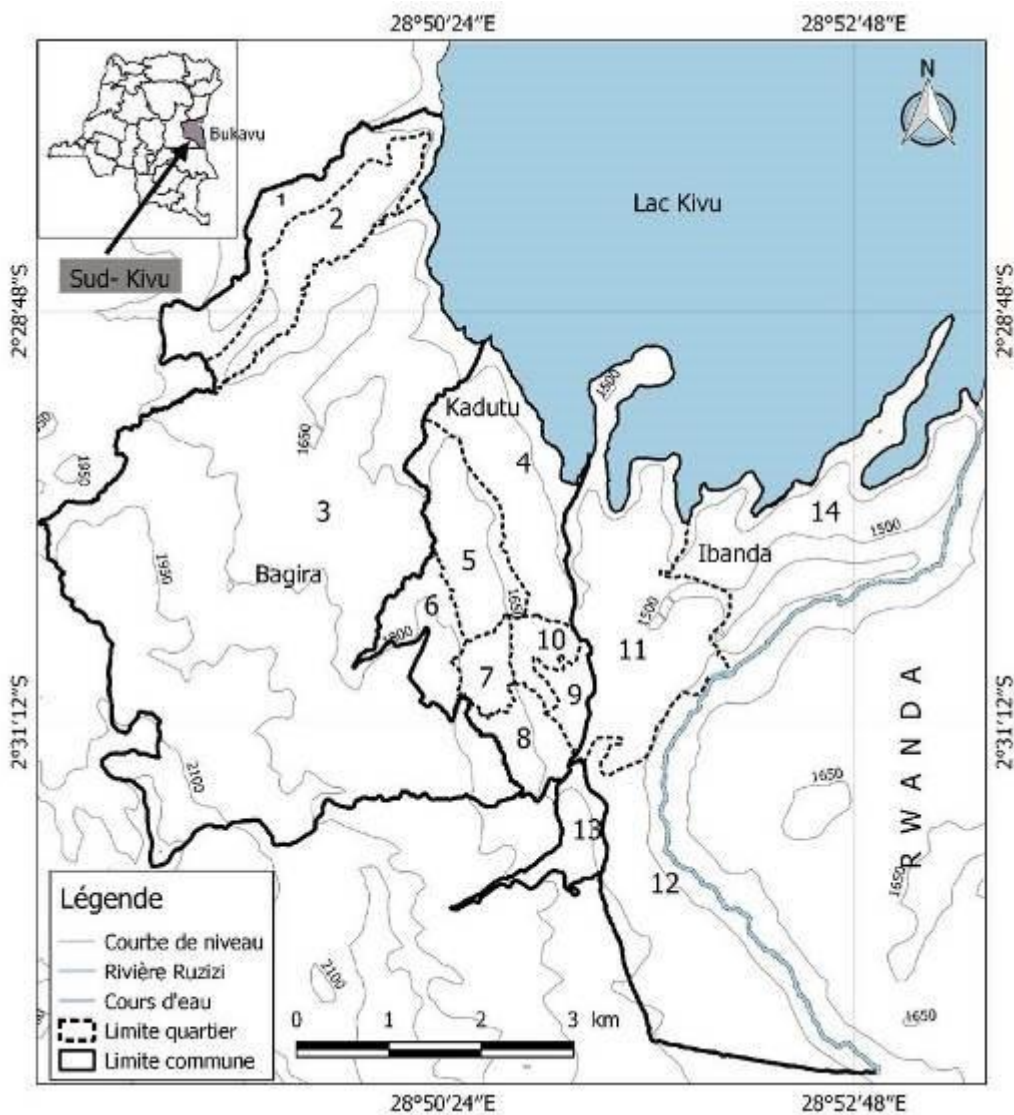 28°50'24"E
28°52'48"E
N
Bukavu
Lac Kivu
1
2
Sud- Kivu
2°28'48"S
2°28'48"S
1500
Kadutu
1650
4
1950
3
14
1500
1950
Bagira
5
Ibanda
6
1650
1500
1800
10
11
7
9
2°31'12"S
2°31'12"S
8
2100
1650
RWANDA
13
12
1650
Légende
Courbe de niveau
Rivière Ruzizi
Cours d'eau
Limite quartier
Limite commune
2100
0 1 2 3 km
1650
28°50'24"E
28°52'48"E